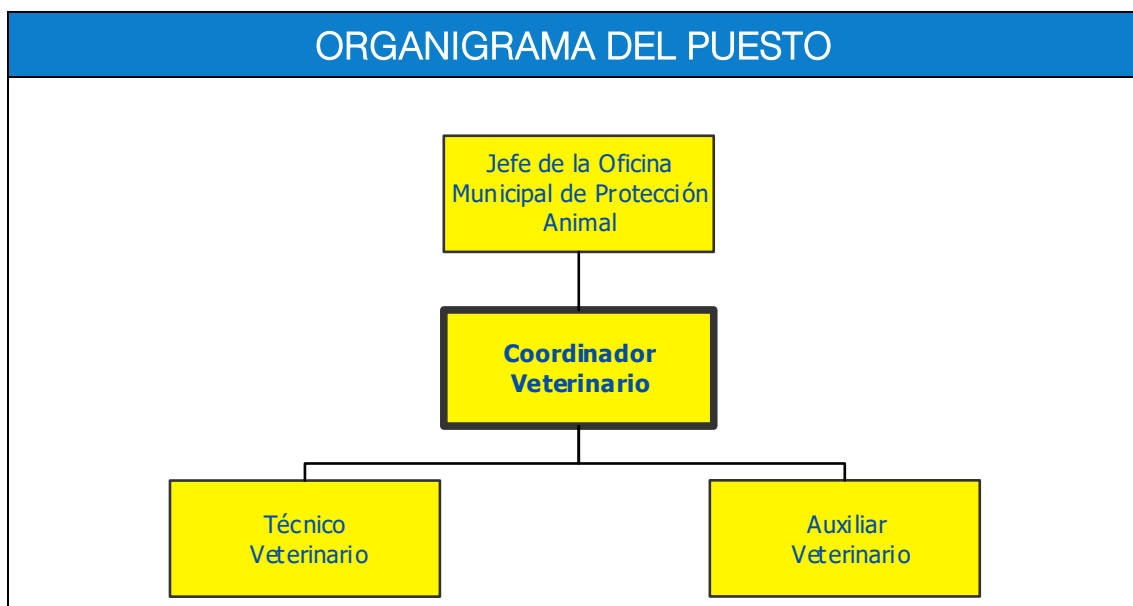 ORGANIGRAMA DEL PUESTO
Jefe de la Oficina
Municipal de Protección
Animal
Coordinador
Veterinario
Técnico
Veterinario
Auxiliar
Veterinario